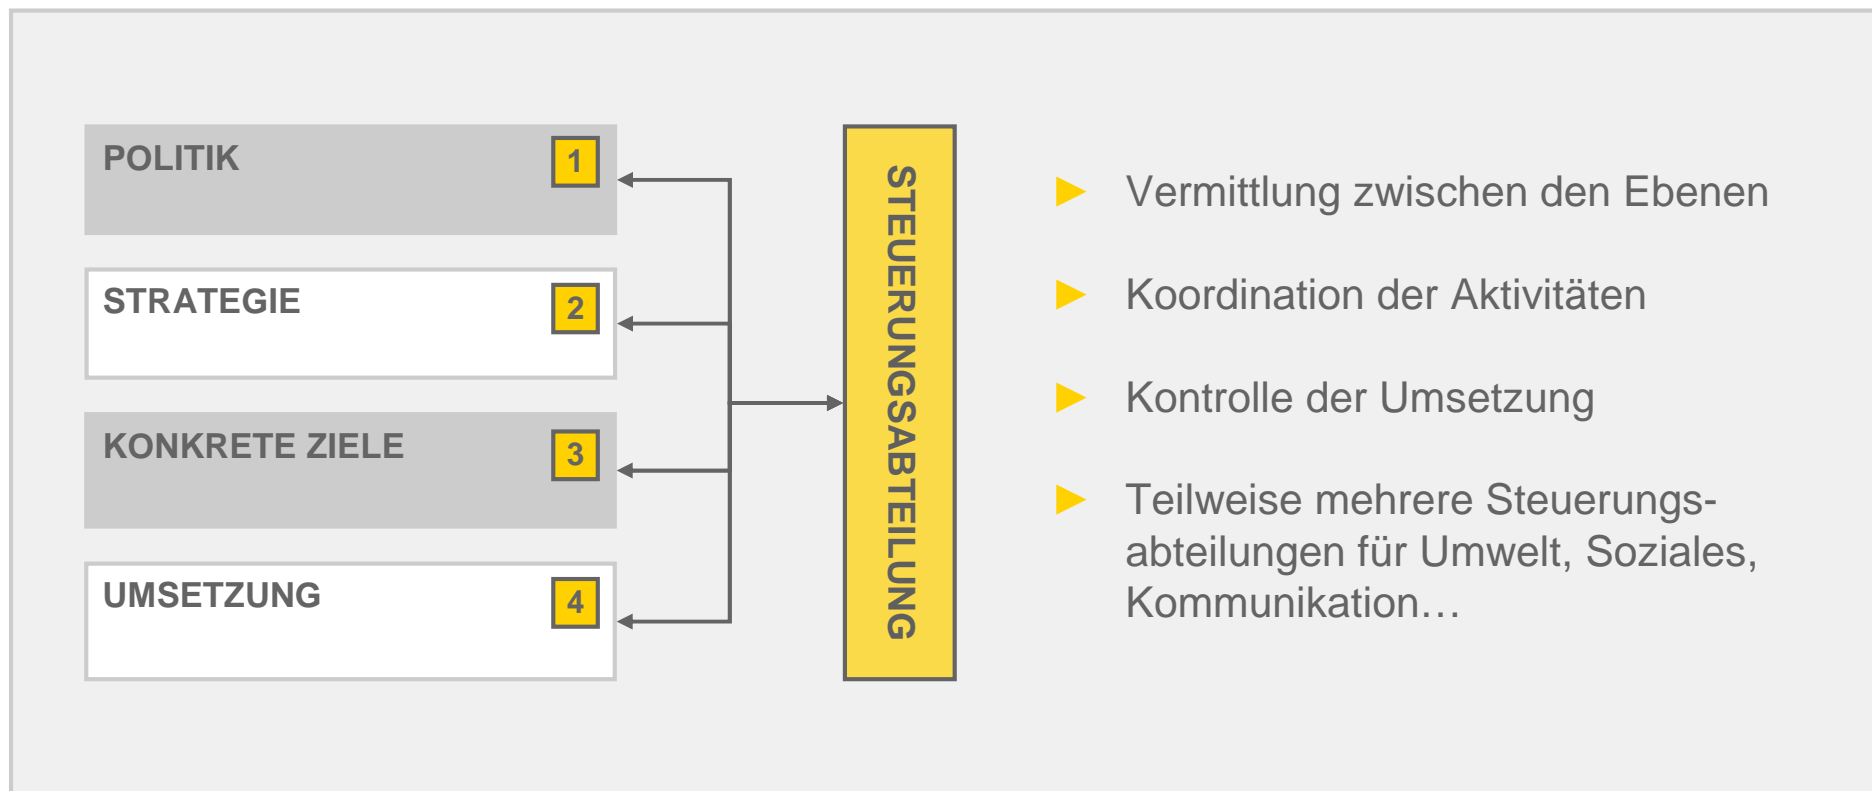 POLITIK
1
STRATEGIE
2
KONKRETE ZIELE
3
UMSETZUNG
4
STEUERUNGSABTEILUNG
► Vermittlung zwischen den Ebenen
► Koordination der Aktivitäten
► Kontrolle der Umsetzung
► Teilweise mehrere Steuerungs-
abteilungen für Umwelt, Soziales,
Kommunikation…